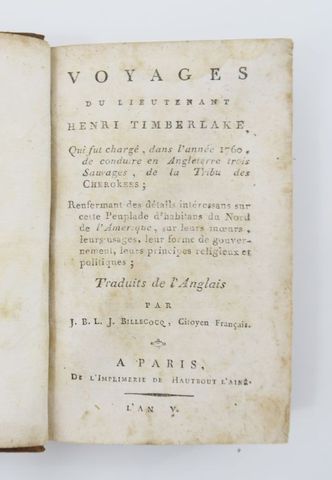 VOYAGES
DU LIEUTENANT
HENRI TIMBERLAKE,
Qui fut chargé, dans l'année 1760,
de conduire en Angleterre trois
Sauvages, de la Tribu des
CHEROKEES;
Renfermant des détails intéressans sur
cette Peuplade d'habitans du Nord
de l'Amérique, sur leurs mœurs,
leurs usages, leur forme de gouver-
nement, leurs principes religieux et
politiques;
Traduits de l'Anglais
PAR
J. B. L. J. BILLECOCQ, Citoyen Français.
A PARIS,
DE L'IMPLIMERIE DE HAUTBOUT L'AINÉ.
L'AN V.